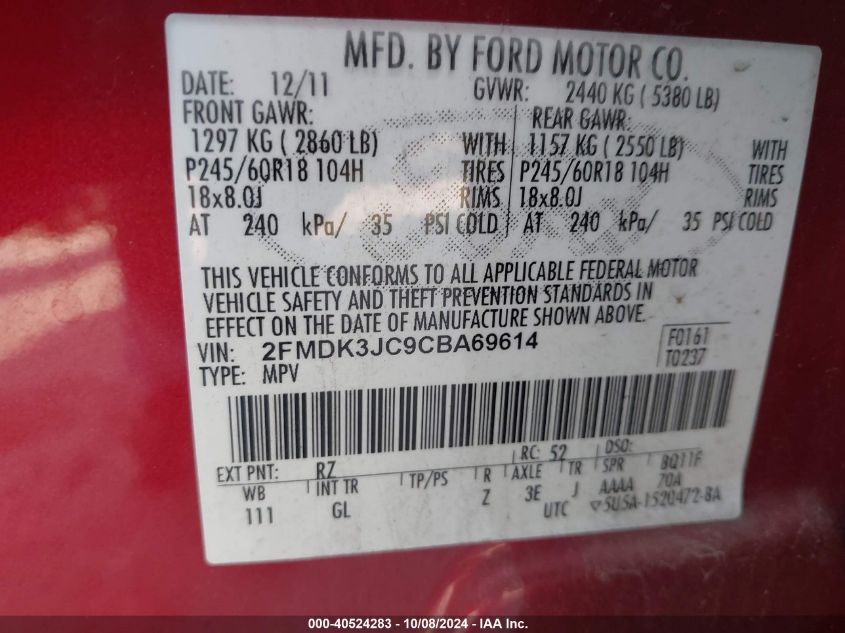 MFD. BY FORD MOTOR CO.
DATE: 12/11 GVWR: 2440 KG ( 5380 LB)
FRONT GAWR: REAR GAWR:
1297 KG ( 2860 LB) WITH 1157 KG ( 2550 LB) WITH
P245/60R18 104H TIRES P245/60R18 104H TIRES
18x8.0J RIMS 18x8.0J RIMS
AT 240 kPa/ 35 PSI COLD AT 240 kPa/ 35 PSI COLD
THIS VEHICLE CONFORMS TO ALL APPLICABLE FEDERAL MOTOR
VEHICLE SAFETY AND THEFT PREVENTION STANDARDS IN
EFFECT ON THE DATE OF MANUFACTURE SHOWN ABOVE.
VIN: 2FMDK3JC9CBA69614 F0161
TYPE: MPV T0237
EXT PNT: RZ RC: 52 DSO:
WB INT TR TP/PS R AXLE TR SPR BQ11F
111 GL Z 3E J AAAA 70A
UTC ▽5U5A-1520472-BA
000-40524283 - 10/08/2024 - IAA Inc.